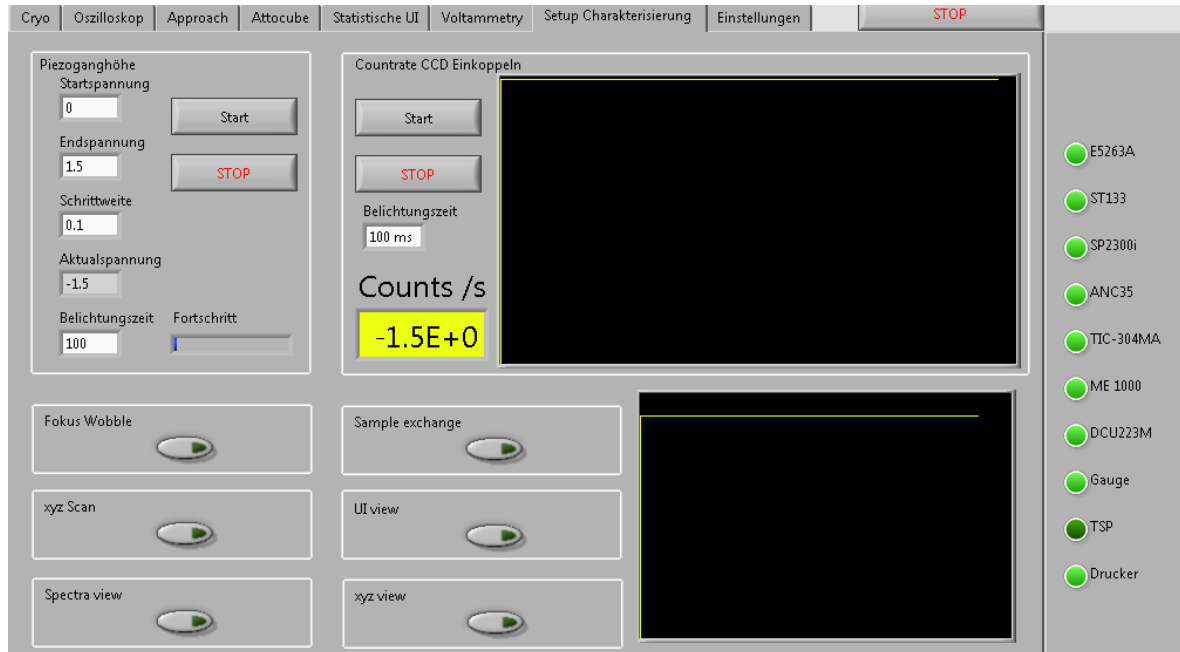 Cryo
Oszilloskop
Approach
Attocube
Statistische UI
Voltammetry
Setup Charakterisierung
Einstellungen
STOP
Piezoganghöhe
Startspannung
0
Start
Endspannung
1.5
STOP
Schrittweite
0.1
Aktualspannung
-1.5
Belichtungszeit
Fortschritt
100
Countrate CCD Einkoppeln
Start
STOP
Belichtungszeit
100 ms
Counts /s
-1.5E+0
Fokus Wobble
Sample exchange
xyz Scan
UI view
Spectra view
xyz view
E5263A
ST133
SP2300i
ANC35
TIC-304MA
ME 1000
DCU223M
Gauge
TSP
Drucker